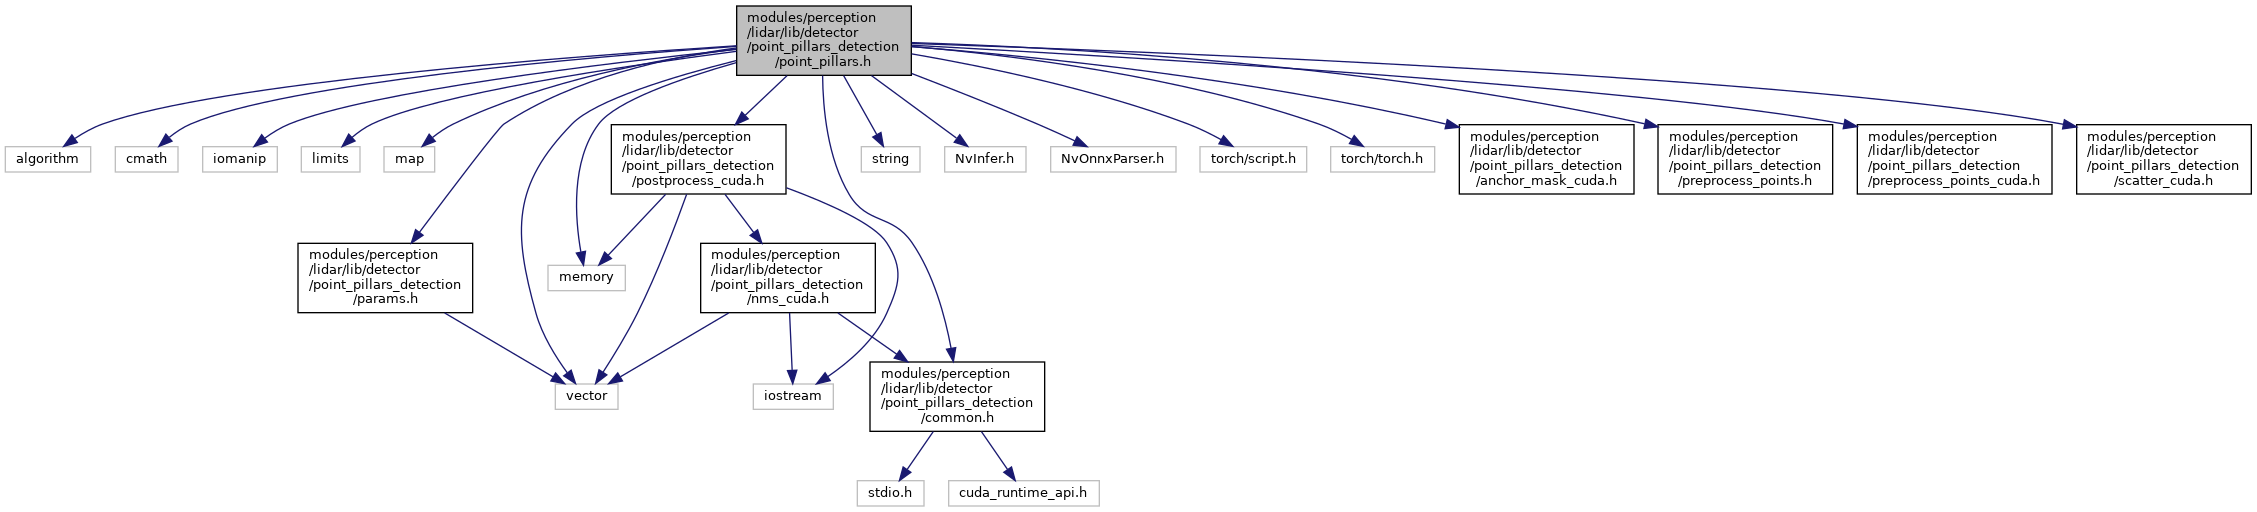 modules/perception
/lidar/lib/detector
/point_pillars_detection
/point_pillars.h
algorithm
cmath
iomanip
limits
map
modules/perception
/lidar/lib/detector
/point_pillars_detection
/postprocess_cuda.h
string
NvInfer.h
NvOnnxParser.h
torch/script.h
torch/torch.h
modules/perception
/lidar/lib/detector
/point_pillars_detection
/anchor_mask_cuda.h
modules/perception
/lidar/lib/detector
/point_pillars_detection
/preprocess_points.h
modules/perception
/lidar/lib/detector
/point_pillars_detection
/preprocess_points_cuda.h
modules/perception
/lidar/lib/detector
/point_pillars_detection
/scatter_cuda.h
modules/perception
/lidar/lib/detector
/point_pillars_detection
/params.h
memory
modules/perception
/lidar/lib/detector
/point_pillars_detection
/nms_cuda.h
vector
iostream
modules/perception
/lidar/lib/detector
/point_pillars_detection
/common.h
stdio.h
cuda_runtime_api.h